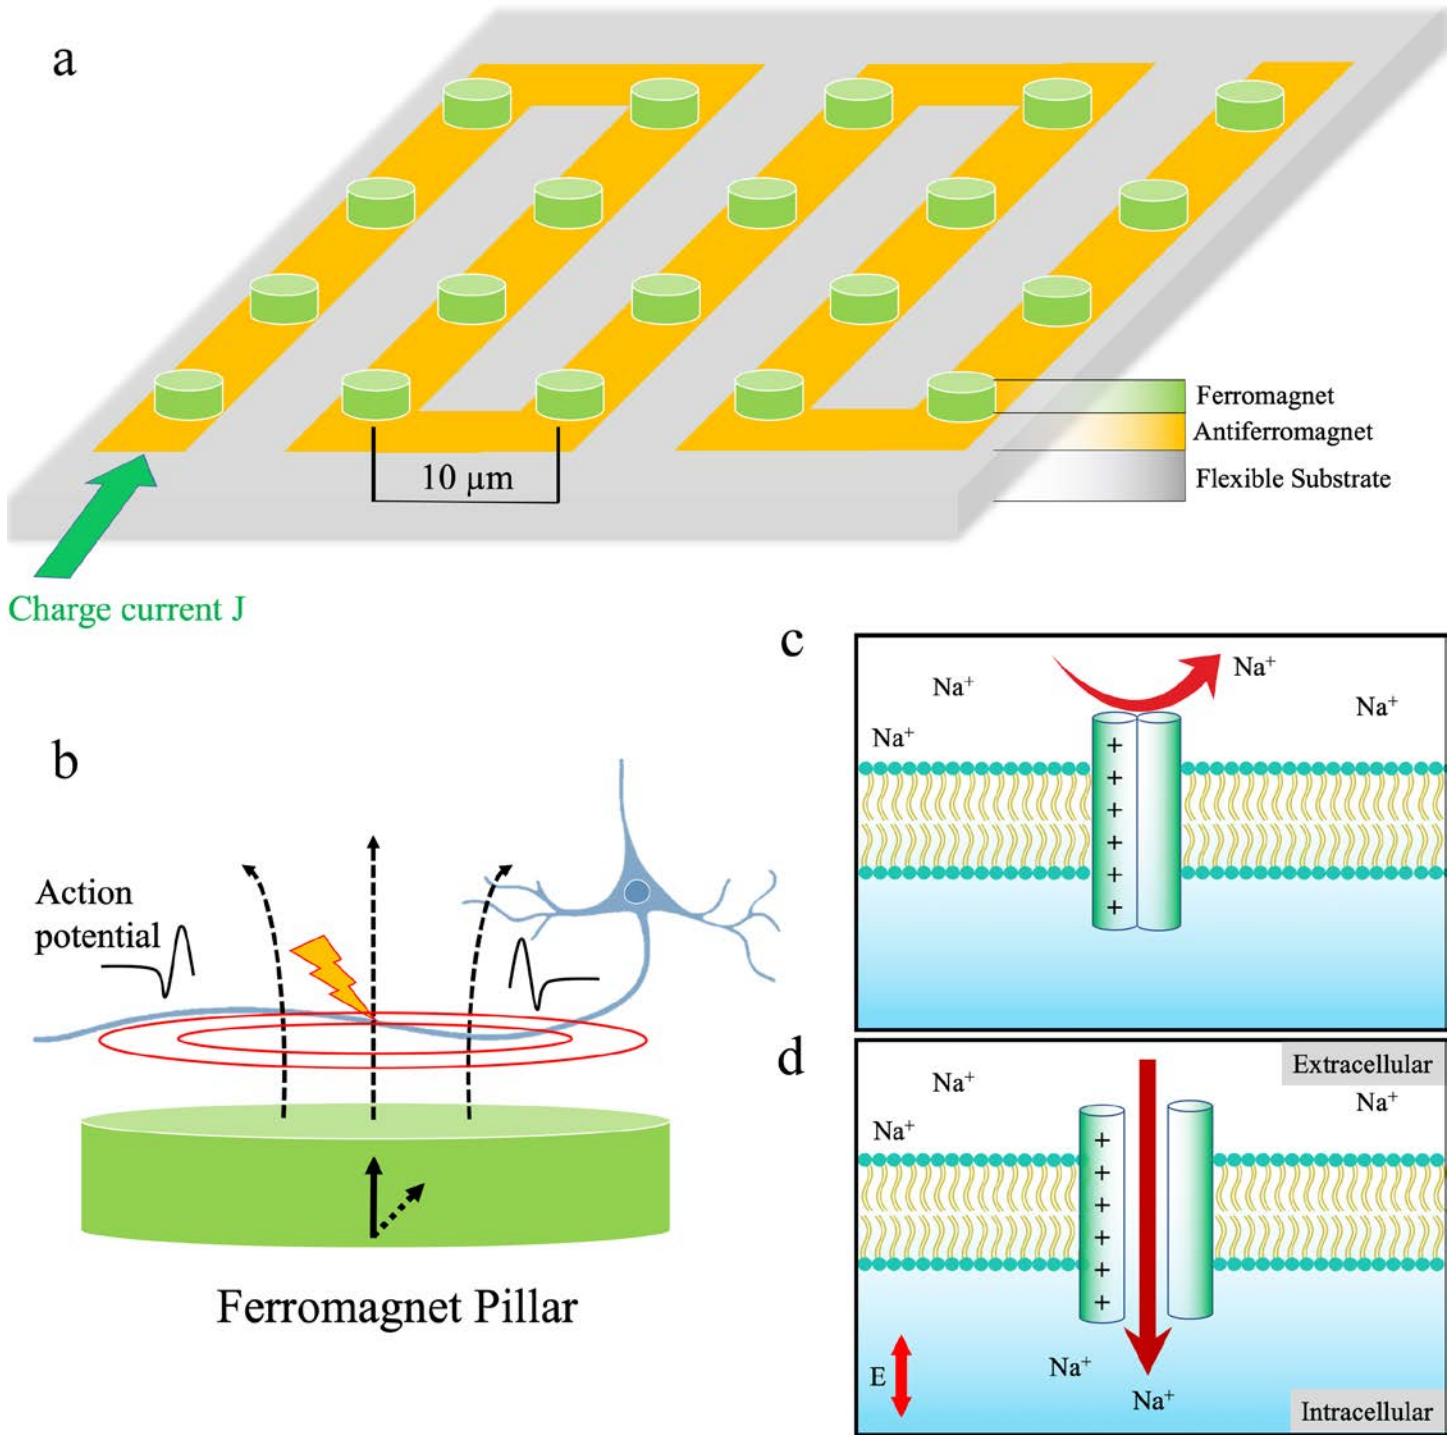 a
Ferromagnet
Antiferromagnet
Flexible Substrate
10 μm
Charge current J
b
Action
potential
Ferromagnet Pillar
c
Na⁺
Na⁺
Na⁺
Na⁺
+
+
+
+
+
+
d
Extracellular
Na⁺
Na⁺
Na⁺
+
+
+
+
+
+
Na⁺
E
Na⁺
Intracellular